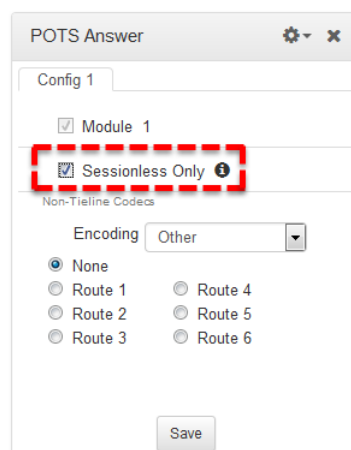 POTS Answer
Config 1
Module 1
Sessionless Only
Non-Tieline Codecs
Encoding Other
None
Route 1 Route 4
Route 2 Route 5
Route 3 Route 6
Save